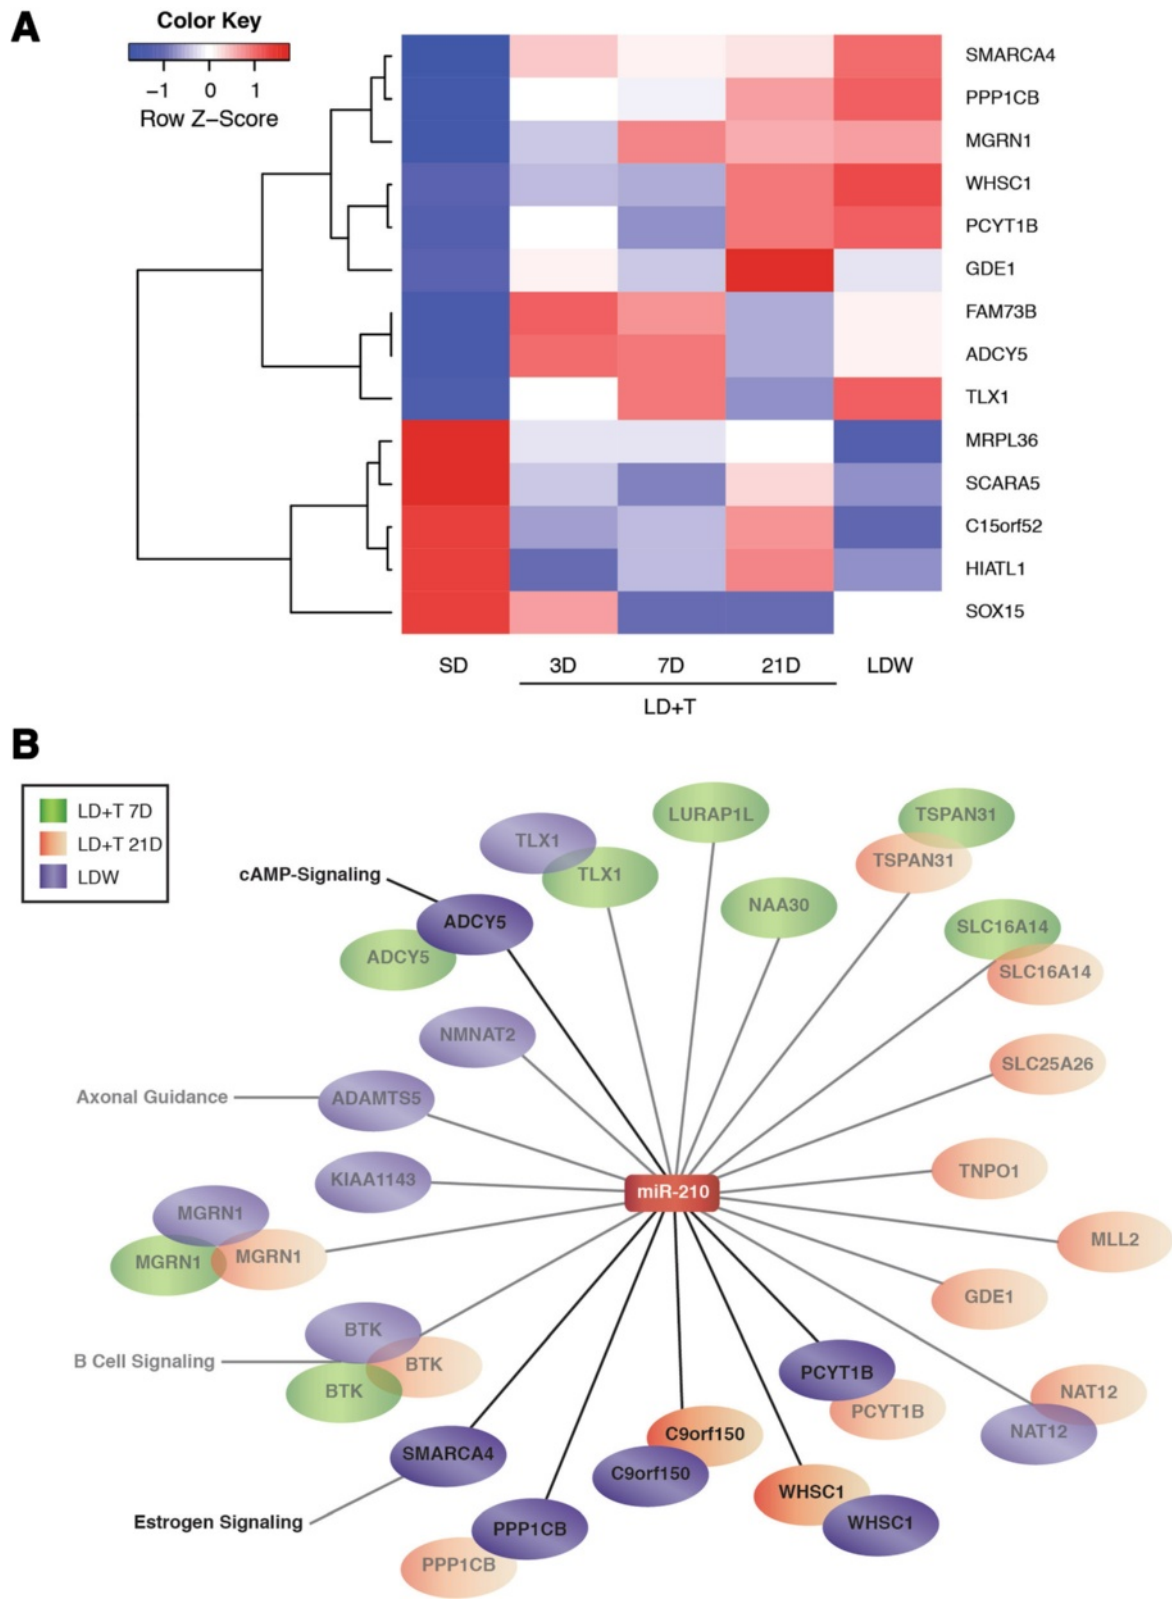 A
Color Key
−1 0 1
Row Z−Score
SMARCA4
PPP1CB
MGRN1
WHSC1
PCYT1B
GDE1
FAM73B
ADCY5
TLX1
MRPL36
SCARA5
C15orf52
HIATL1
SOX15
SD 3D 7D 21D LDW
LD+T
B
LD+T 7D
LD+T 21D
LDW
LURAP1L
TSPAN31
TLX1
TSPAN31
cAMP-Signaling
TLX1
NAA30
ADCY5
SLC16A14
ADCY5
SLC16A14
NMNAT2
SLC25A26
Axonal Guidance
ADAMTS5
TNPO1
KIAA1143
miR-210
MGRN1
MLL2
MGRN1
MGRN1
GDE1
BTK
B Cell Signaling
BTK
BTK
PCYT1B
NAT12
PCYT1B
NAT12
C9orf150
SMARCA4
C9orf150
WHSC1
Estrogen Signaling
PPP1CB
WHSC1
PPP1CB